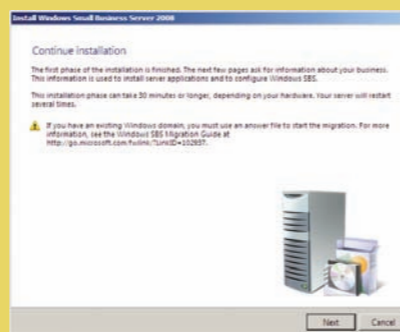 Install Windows Small Business Server 2008
Continue installation
The first phase of the installation is finished. The next few pages ask for information about your business.
This information is used to install server applications and to configure Windows SBS.
This installation phase can take 30 minutes or longer, depending on your hardware. Your server will restart
several times.
If you have an existing Windows domain, you must use an answer file to start the migration. For more
information, see the Windows SBS Migration Guide at
http://go.microsoft.com/fwlink/?LinkID=102857.
Next Cancel